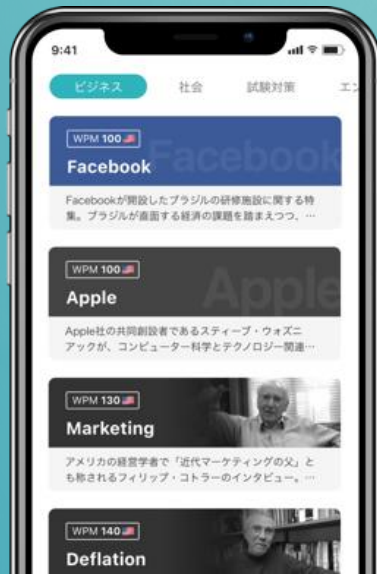 9:41
ビジネス 社会 試験対策 エン
WPM 100
Facebook
Facebook
Facebookが開設したブラジルの研修施設に関する特
集。ブラジルが直面する経済の課題を踏まえつつ、…
WPM 100
Apple
Apple
Apple社の共同創設者であるスティーブ・ウォズニ
アックが、コンピューター科学とテクノロジー関連…
WPM 130
Marketing
アメリカの経営学者で「近代マーケティングの父」と
も称されるフィリップ・コトラーのインタビュー。…
WPM 140
Deflation